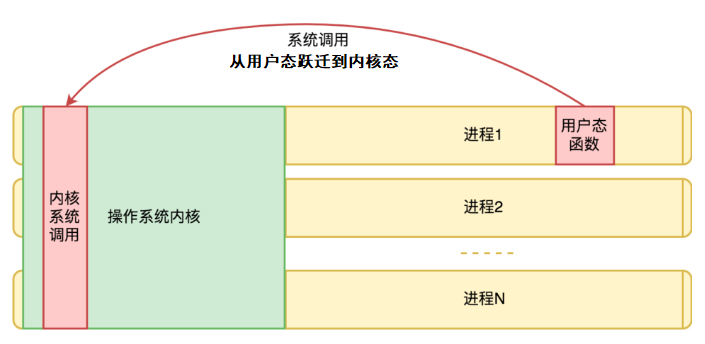 系统调用
从用户态跃迁到内核态
进程1
用户态
函数
内核
系统
调用
操作系统内核
进程2
进程N